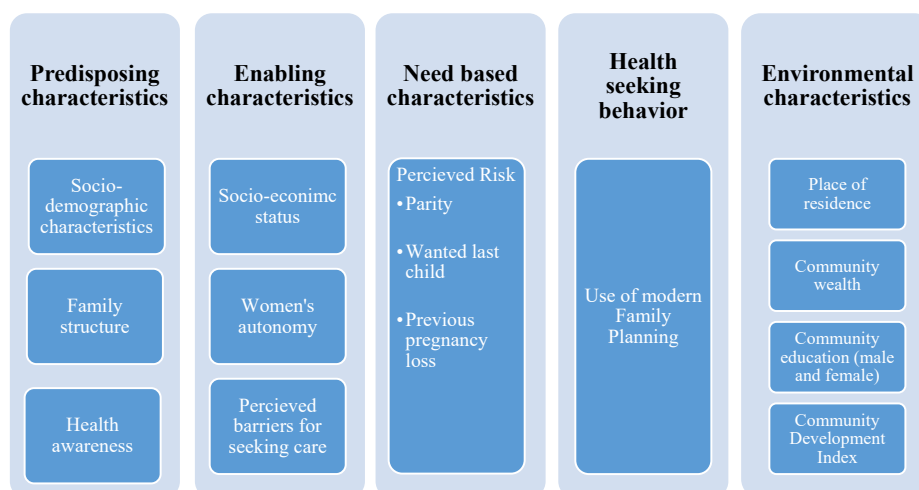 Predisposing
characteristics
Socio-
demographic
characteristics
Family
structure
Health
awareness
Enabling
characteristics
Socio-econimc
status
Women's
autonomy
Percieved
barriers for
seeking care
Need based
characteristics
Percieved Risk
•Parity
•Wanted last
child
•Previous
pregnancy
loss
Health
seeking
behavior
Use of modern
Family
Planning
Environmental
characteristics
Place of
residence
Community
wealth
Community
education (male
and female)
Community
Development
Index